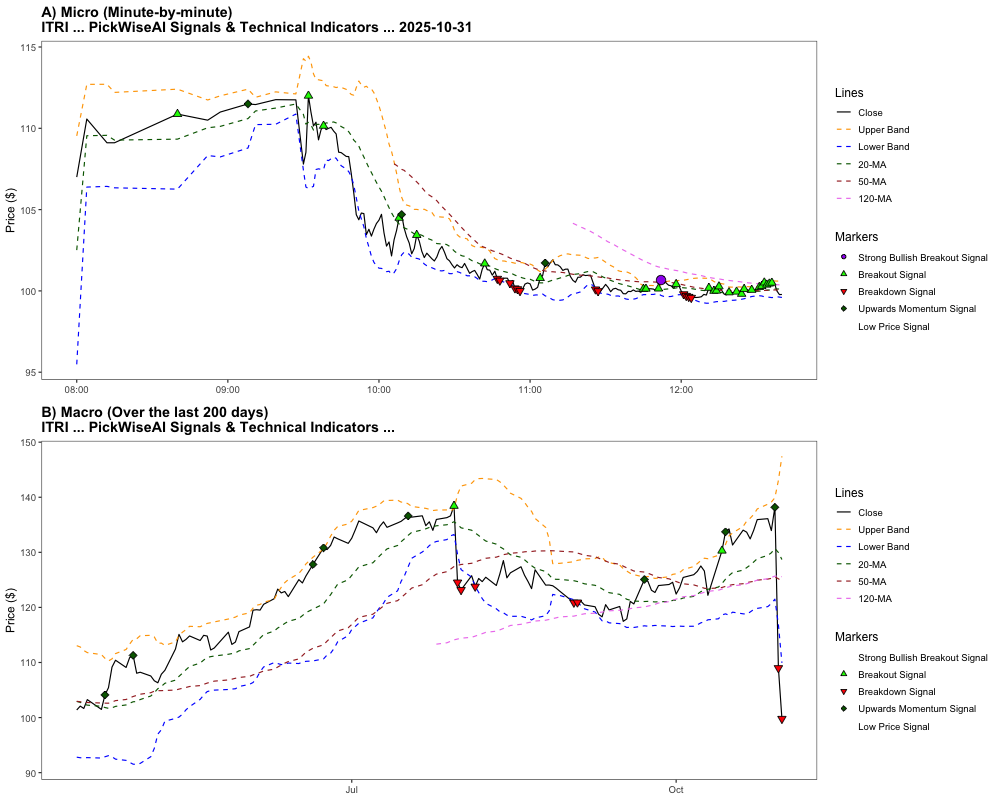 A) Micro (Minute-by-minute)
ITRI ... PickWiseAI Signals & Technical Indicators ... 2025-10-31
115
110
105
100
95
Price ($)
08:00
09:00
10:00
11:00
12:00
Lines
Close
Upper Band
Lower Band
20-MA
50-MA
120-MA
Markers
Strong Bullish Breakout Signal
Breakout Signal
Breakdown Signal
Upwards Momentum Signal
Low Price Signal
B) Macro (Over the last 200 days)
ITRI ... PickWiseAI Signals & Technical Indicators ...
150
140
130
120
110
100
90
Price ($)
Jul
Oct
Lines
Close
Upper Band
Lower Band
20-MA
50-MA
120-MA
Markers
Strong Bullish Breakout Signal
Breakout Signal
Breakdown Signal
Upwards Momentum Signal
Low Price Signal